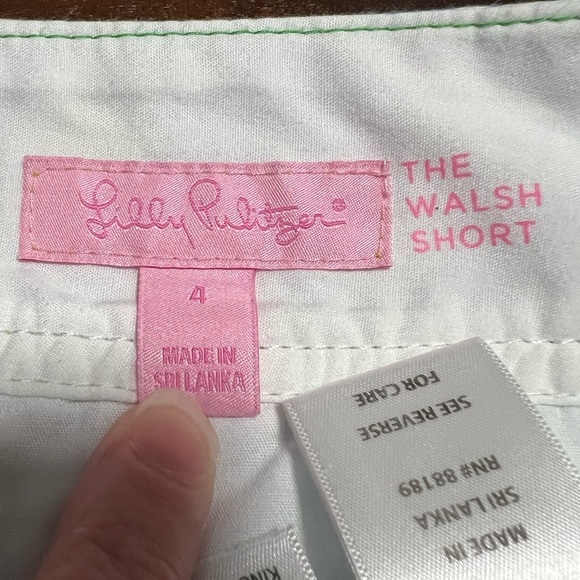 Lilly Pulitzer®
THE
WALSH
SHORT
4
MADE IN
SRI LANKA
SEE REVERSE
FOR CARE
RN# 88189
MADE IN
SRI LANKA